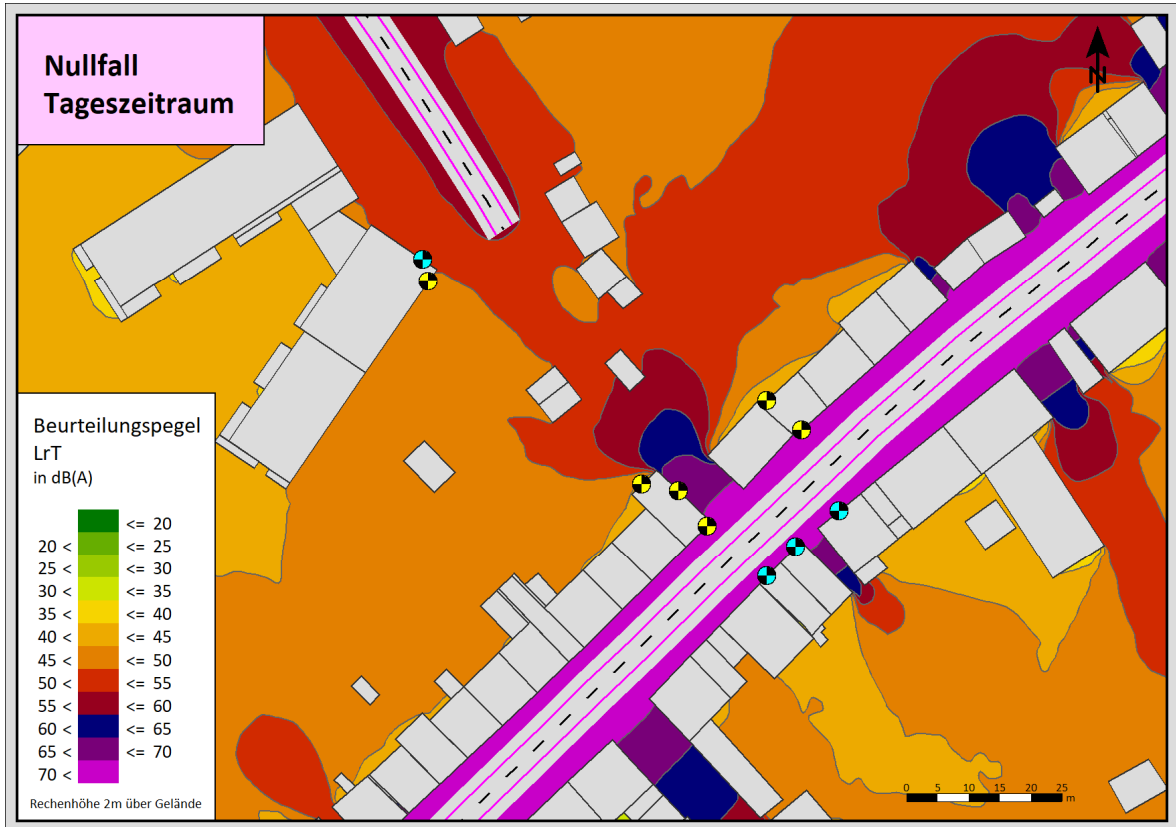 Nullfall
Tageszeitraum
N
Beurteilungspegel
LrT
in dB(A)
<= 20
20 < <= 25
25 < <= 30
30 < <= 35
35 < <= 40
40 < <= 45
45 < <= 50
50 < <= 55
55 < <= 60
60 < <= 65
65 < <= 70
70 <
Rechenhöhe 2m über Gelände
0 5 10 15 20 25
m